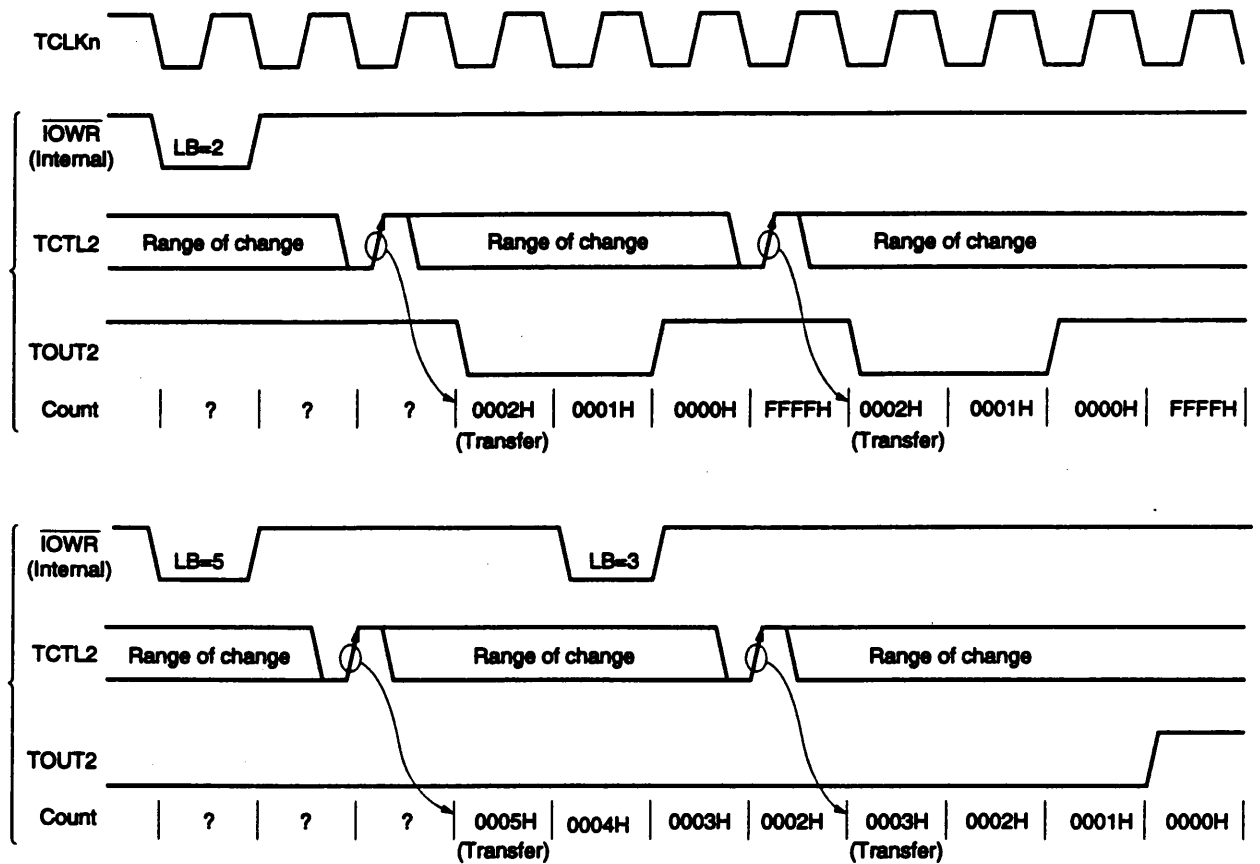 TCLKn
IOWR
(Internal)
LB=2
TCTL2
Range of change
Range of change
Range of change
TOUT2
Count
? ? ? 0002H 0001H 0000H FFFFH 0002H 0001H 0000H FFFFH
(Transfer) (Transfer)
IOWR
(Internal)
LB=5
LB=3
TCTL2
Range of change
Range of change
Range of change
TOUT2
Count
? ? ? 0005H 0004H 0003H 0002H 0003H 0002H 0001H 0000H
(Transfer) (Transfer)